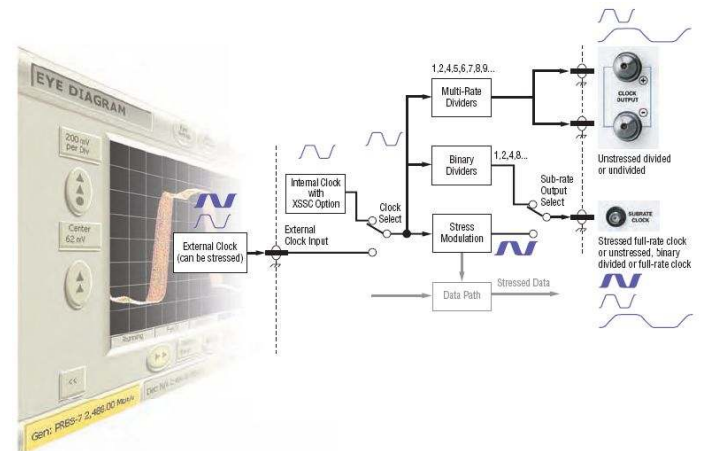 EYE DIAGRAM
200 mV
per Div
Center
62 mV
Running
<<
Gen: PRBS-7 2,488.00 Mbit/s
External Clock
(can be stressed)
External
Clock Input
Internal Clock
with
XSSC Option
Clock
Select
1,2,4,5,6,7,8,9...
Multi-Rate
Dividers
Binary
Dividers
1,2,4,8...
Stress
Modulation
Data Path
Stressed Data
Sub-rate
Output
Select
CLOCK
OUTPUT
+
−
Unstressed divided
or undivided
SUBRATE
CLOCK
Stressed full-rate clock
or unstressed, binary
divided or full-rate clock